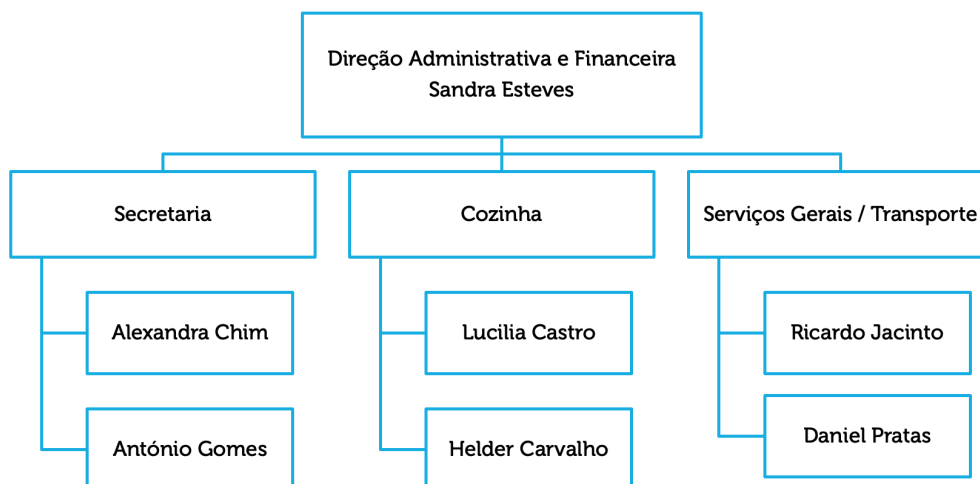 Direção Administrativa e Financeira
Sandra Esteves
Secretaria
Cozinha
Serviços Gerais / Transporte
Alexandra Chim
Lucilia Castro
Ricardo Jacinto
António Gomes
Helder Carvalho
Daniel Pratas